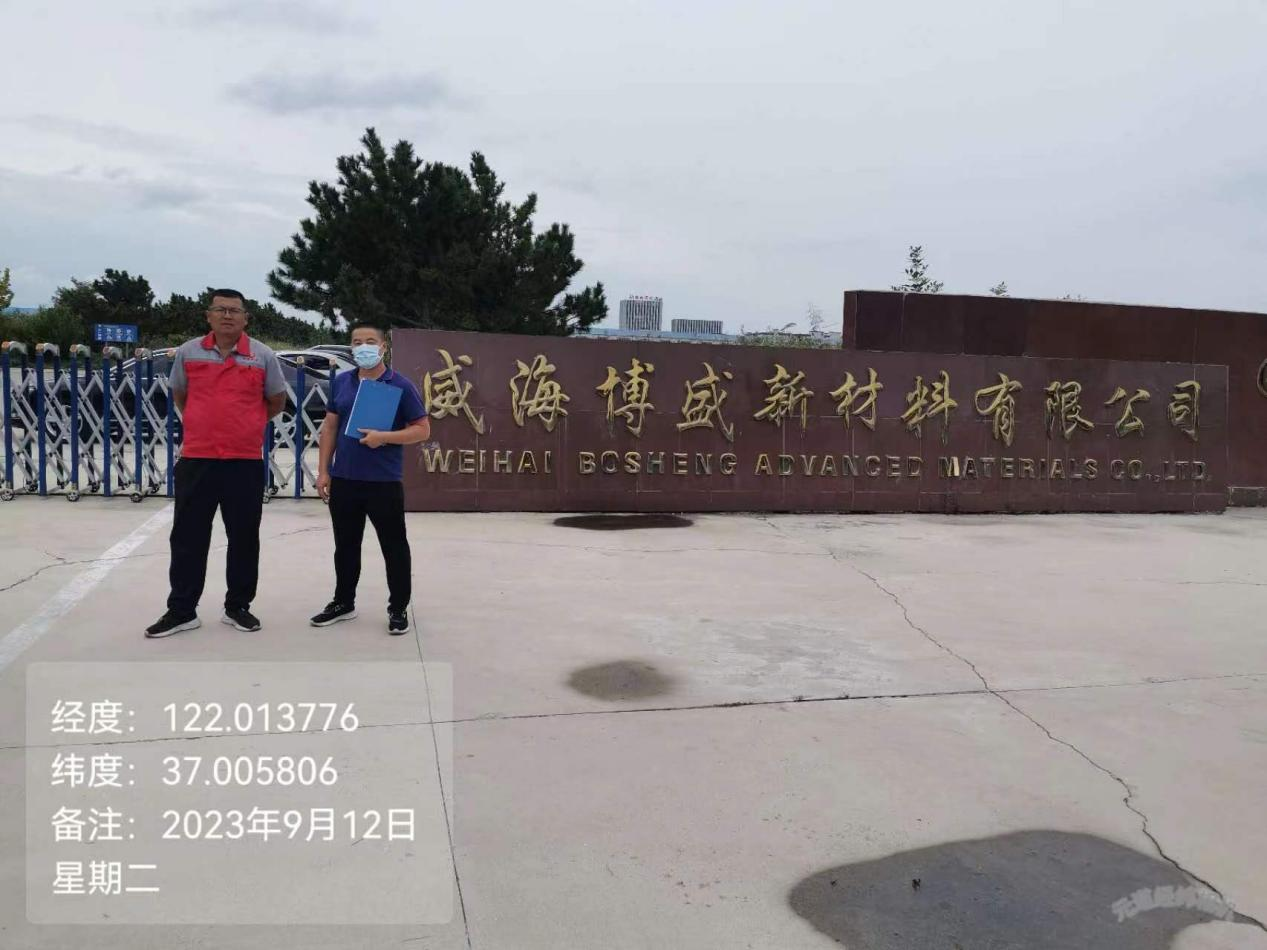 威海博盛新材料有限公司
WEIHAI BOSHENG ADVANCED MATERIALS CO.,LTD.
经度：122.013776
纬度：37.005806
备注：2023年9月12日
星期二